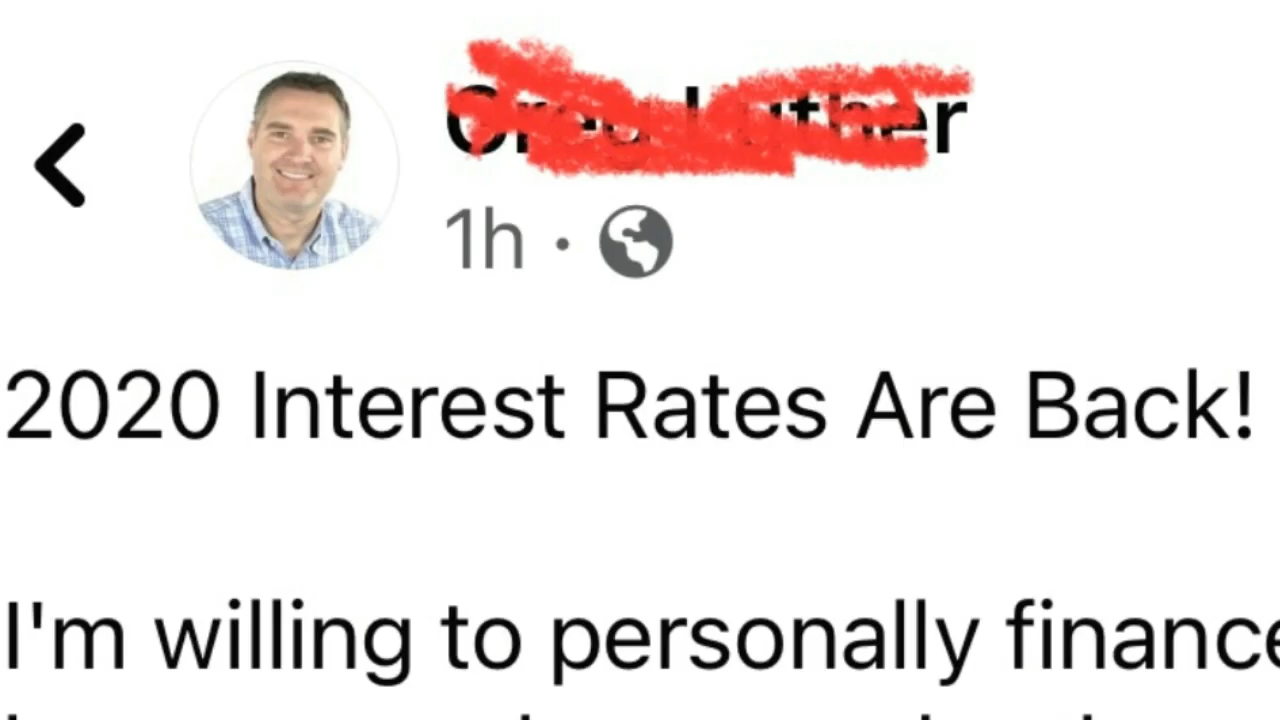 1h ·
2020 Interest Rates Are Back!
I'm willing to personally finance